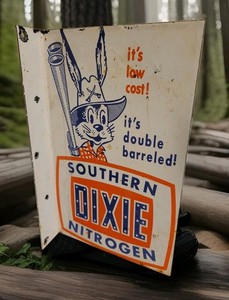 it's
low
cost!
it's
double
barreled!
SOUTHERN
DIXIE
NITROGEN